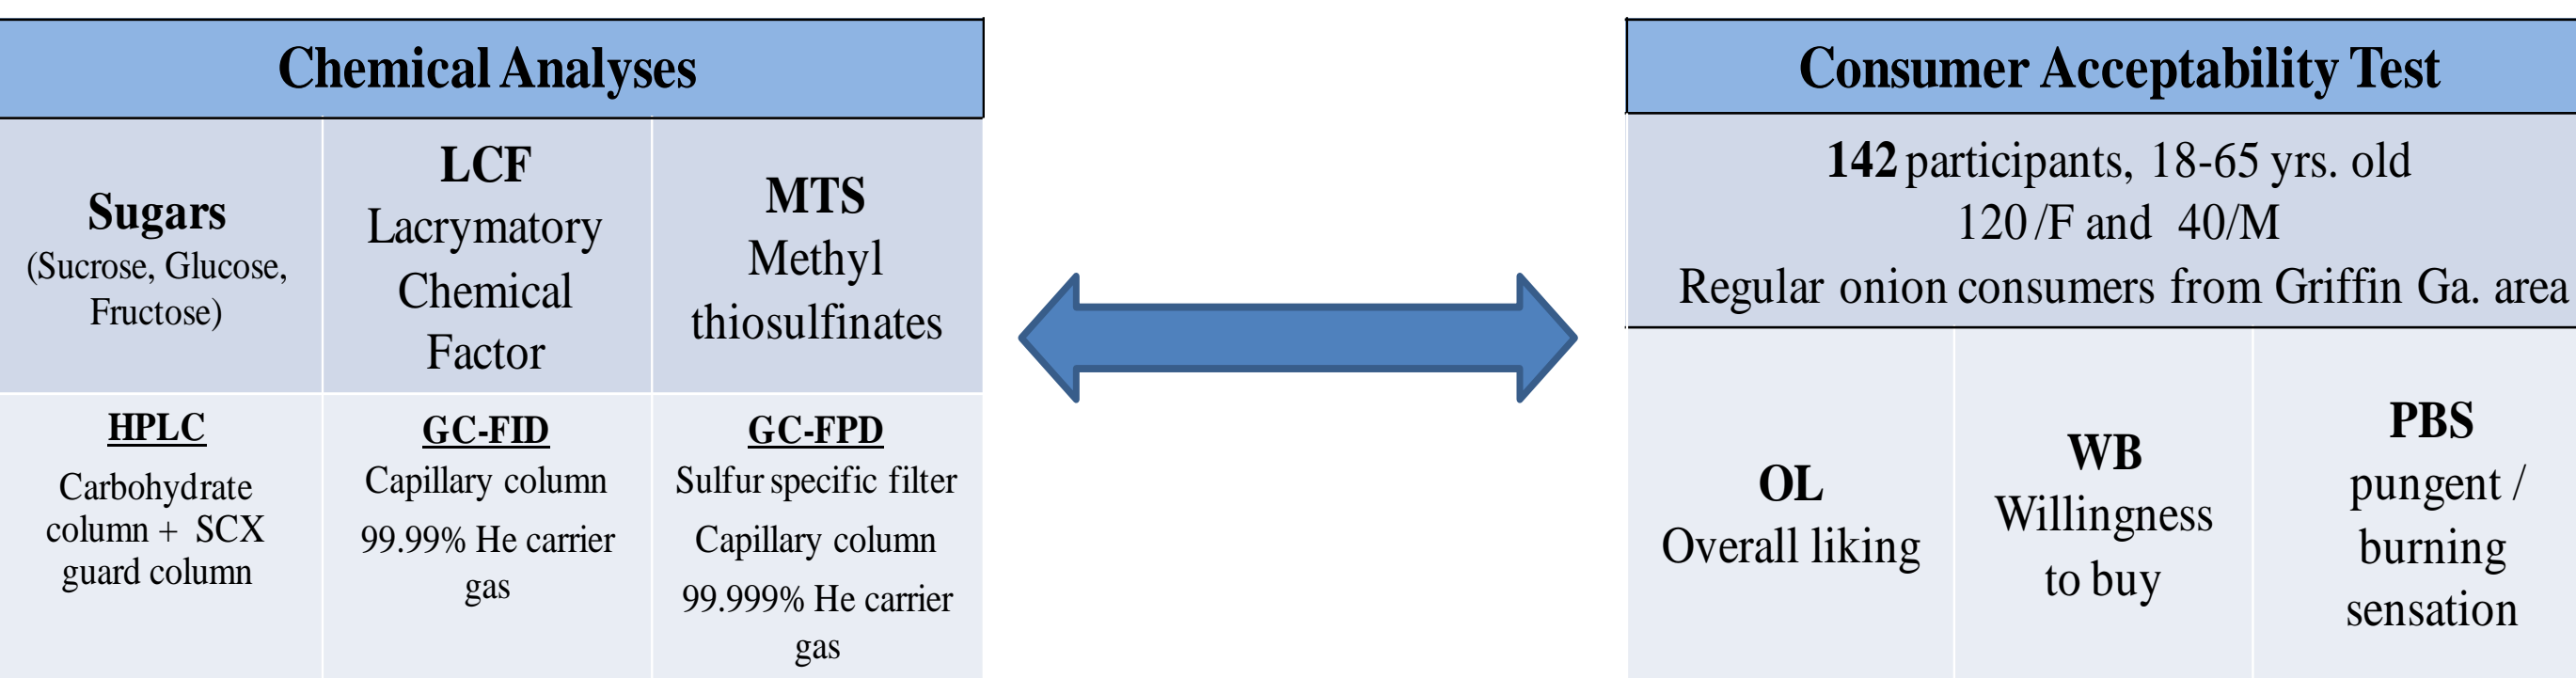 Chemical Analyses
Sugars
(Sucrose, Glucose,
Fructose)
LCF
Lacrymatory
Chemical
Factor
MTS
Methyl
thiosulfinates
HPLC
Carbohydrate
column + SCX
guard column
GC-FID
Capillary column
99.99% He carrier
gas
GC-FPD
Sulfur specific filter
Capillary column
99.999% He carrier
gas
Consumer Acceptability Test
142 participants, 18-65 yrs. old
120 /F and 40/M
Regular onion consumers from Griffin Ga. area
OL
Overall liking
WB
Willingness
to buy
PBS
pungent /
burning
sensation